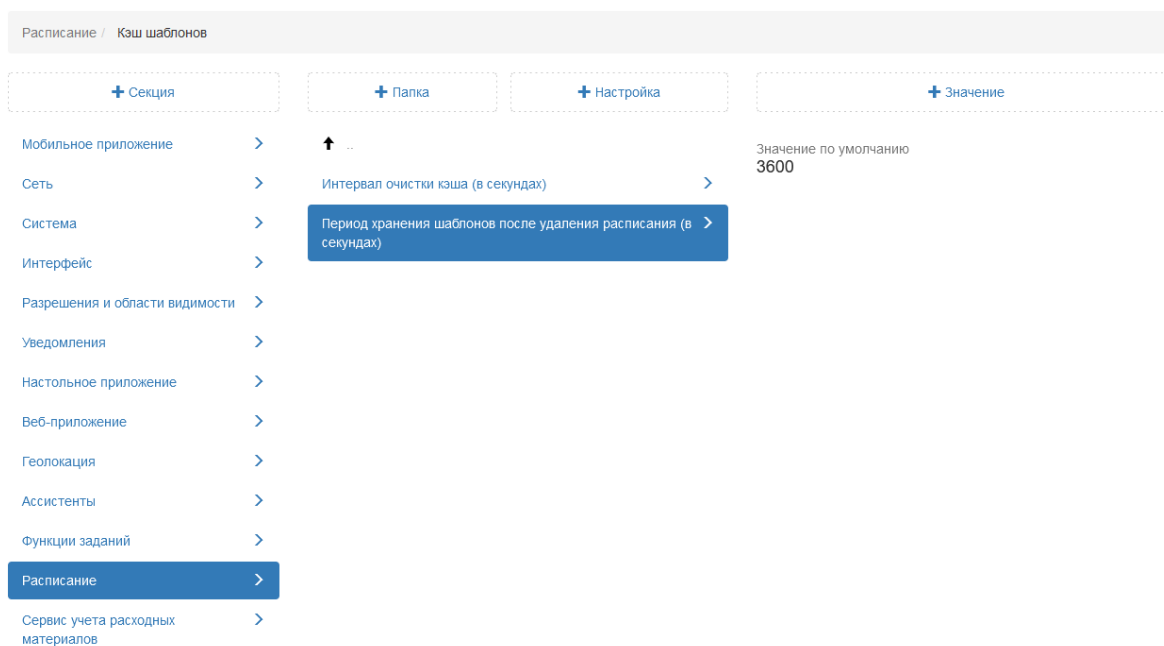 Расписание / Кэш шаблонов
+ Секция
+ Папка
+ Настройка
+ Значение
Мобильное приложение
Сеть
Система
Интерфейс
Разрешения и области видимости
Уведомления
Настольное приложение
Веб-приложение
Геолокация
Ассистенты
Функции заданий
Расписание
Сервис учета расходных
материалов
..
Интервал очистки кэша (в секундах)
Период хранения шаблонов после удаления расписания (в
секундах)
Значение по умолчанию
3600